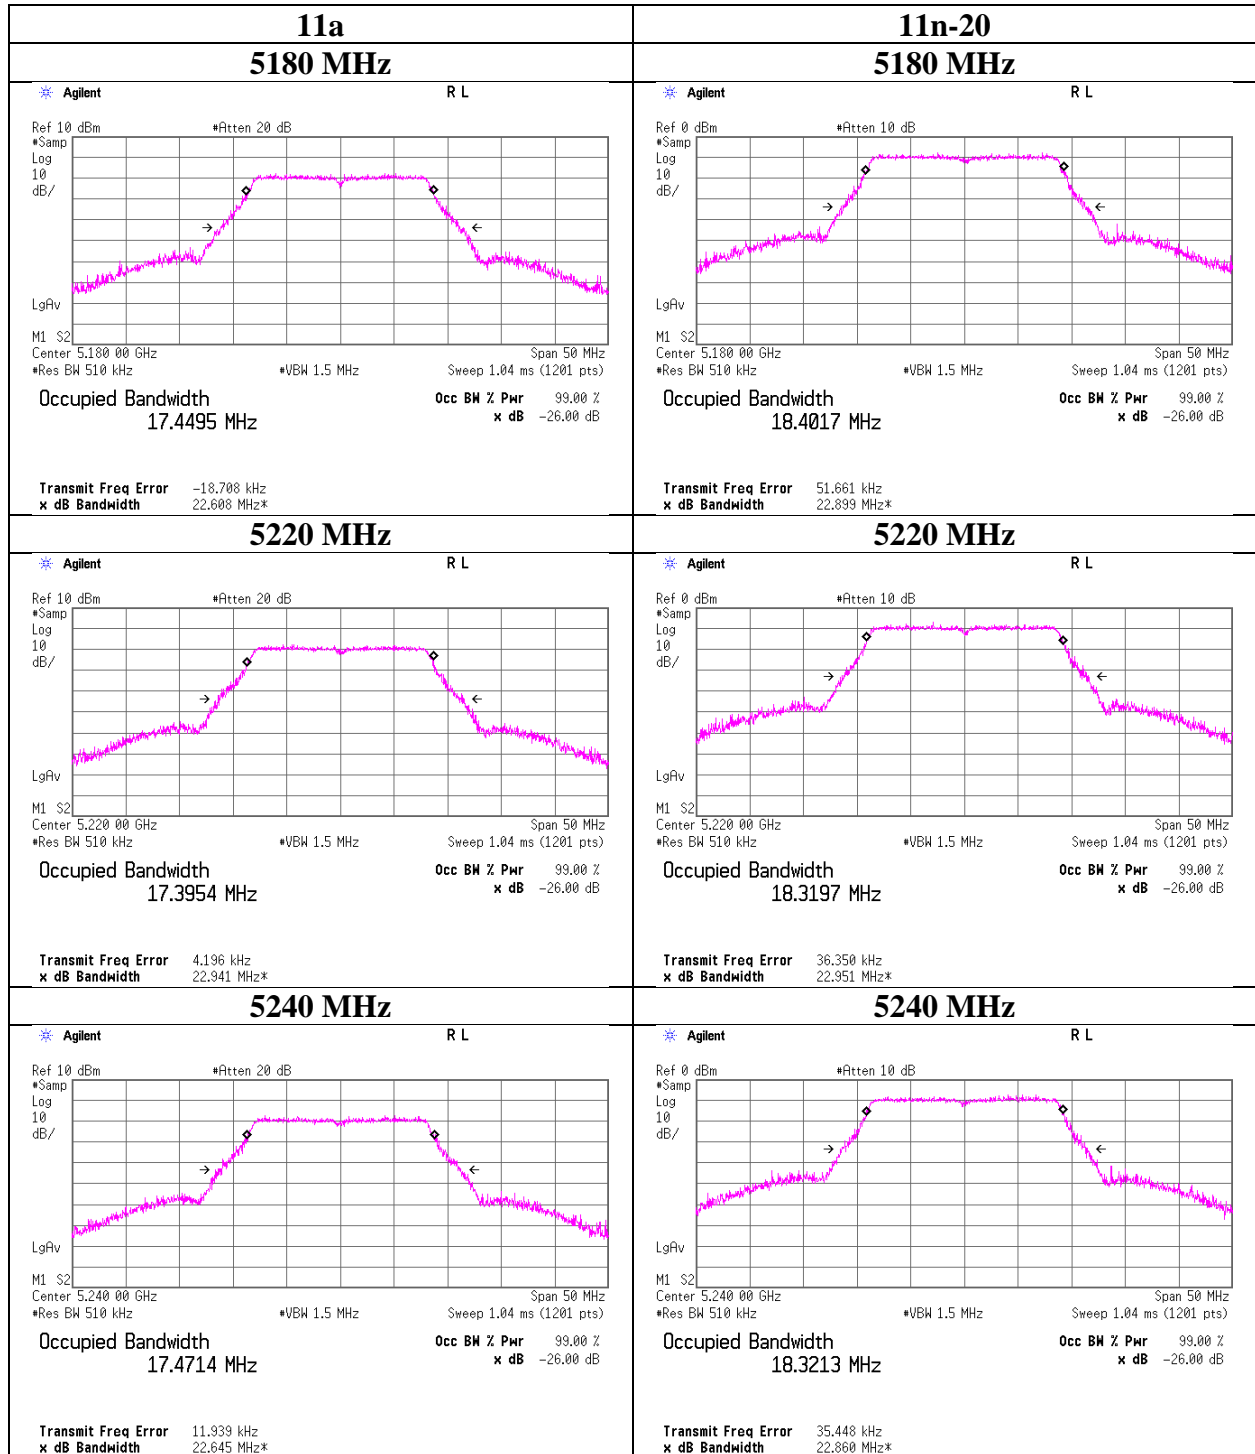 11a
11n-20
5180 MHz
5180 MHz
Agilent
R L
Ref 10 dBm
#Atten 20 dB
#Samp
Log
10
dB/
LgAv
M1 S2
Center 5.180 00 GHz
Span 50 MHz
#Res BW 510 kHz
#VBW 1.5 MHz
Sweep 1.04 ms (1201 pts)
Occupied Bandwidth
17.4495 MHz
Occ BW % Pwr 99.00 %
x dB -26.00 dB
Transmit Freq Error -18.708 kHz
x dB Bandwidth 22.608 MHz*
Agilent
R L
Ref 0 dBm
#Atten 10 dB
#Samp
Log
10
dB/
LgAv
M1 S2
Center 5.180 00 GHz
Span 50 MHz
#Res BW 510 kHz
#VBW 1.5 MHz
Sweep 1.04 ms (1201 pts)
Occupied Bandwidth
18.4017 MHz
Occ BW % Pwr 99.00 %
x dB -26.00 dB
Transmit Freq Error 51.661 kHz
x dB Bandwidth 22.899 MHz*
5220 MHz
5220 MHz
Agilent
R L
Ref 10 dBm
#Atten 20 dB
#Samp
Log
10
dB/
LgAv
M1 S2
Center 5.220 00 GHz
Span 50 MHz
#Res BW 510 kHz
#VBW 1.5 MHz
Sweep 1.04 ms (1201 pts)
Occupied Bandwidth
17.3954 MHz
Occ BW % Pwr 99.00 %
x dB -26.00 dB
Transmit Freq Error 4.196 kHz
x dB Bandwidth 22.941 MHz*
Agilent
R L
Ref 0 dBm
#Atten 10 dB
#Samp
Log
10
dB/
LgAv
M1 S2
Center 5.220 00 GHz
Span 50 MHz
#Res BW 510 kHz
#VBW 1.5 MHz
Sweep 1.04 ms (1201 pts)
Occupied Bandwidth
18.3197 MHz
Occ BW % Pwr 99.00 %
x dB -26.00 dB
Transmit Freq Error 36.350 kHz
x dB Bandwidth 22.951 MHz*
5240 MHz
5240 MHz
Agilent
R L
Ref 10 dBm
#Atten 20 dB
#Samp
Log
10
dB/
LgAv
M1 S2
Center 5.240 00 GHz
Span 50 MHz
#Res BW 510 kHz
#VBW 1.5 MHz
Sweep 1.04 ms (1201 pts)
Occupied Bandwidth
17.4714 MHz
Occ BW % Pwr 99.00 %
x dB -26.00 dB
Transmit Freq Error 11.939 kHz
x dB Bandwidth 22.645 MHz*
Agilent
R L
Ref 0 dBm
#Atten 10 dB
#Samp
Log
10
dB/
LgAv
M1 S2
Center 5.240 00 GHz
Span 50 MHz
#Res BW 510 kHz
#VBW 1.5 MHz
Sweep 1.04 ms (1201 pts)
Occupied Bandwidth
18.3213 MHz
Occ BW % Pwr 99.00 %
x dB -26.00 dB
Transmit Freq Error 35.448 kHz
x dB Bandwidth 22.860 MHz*